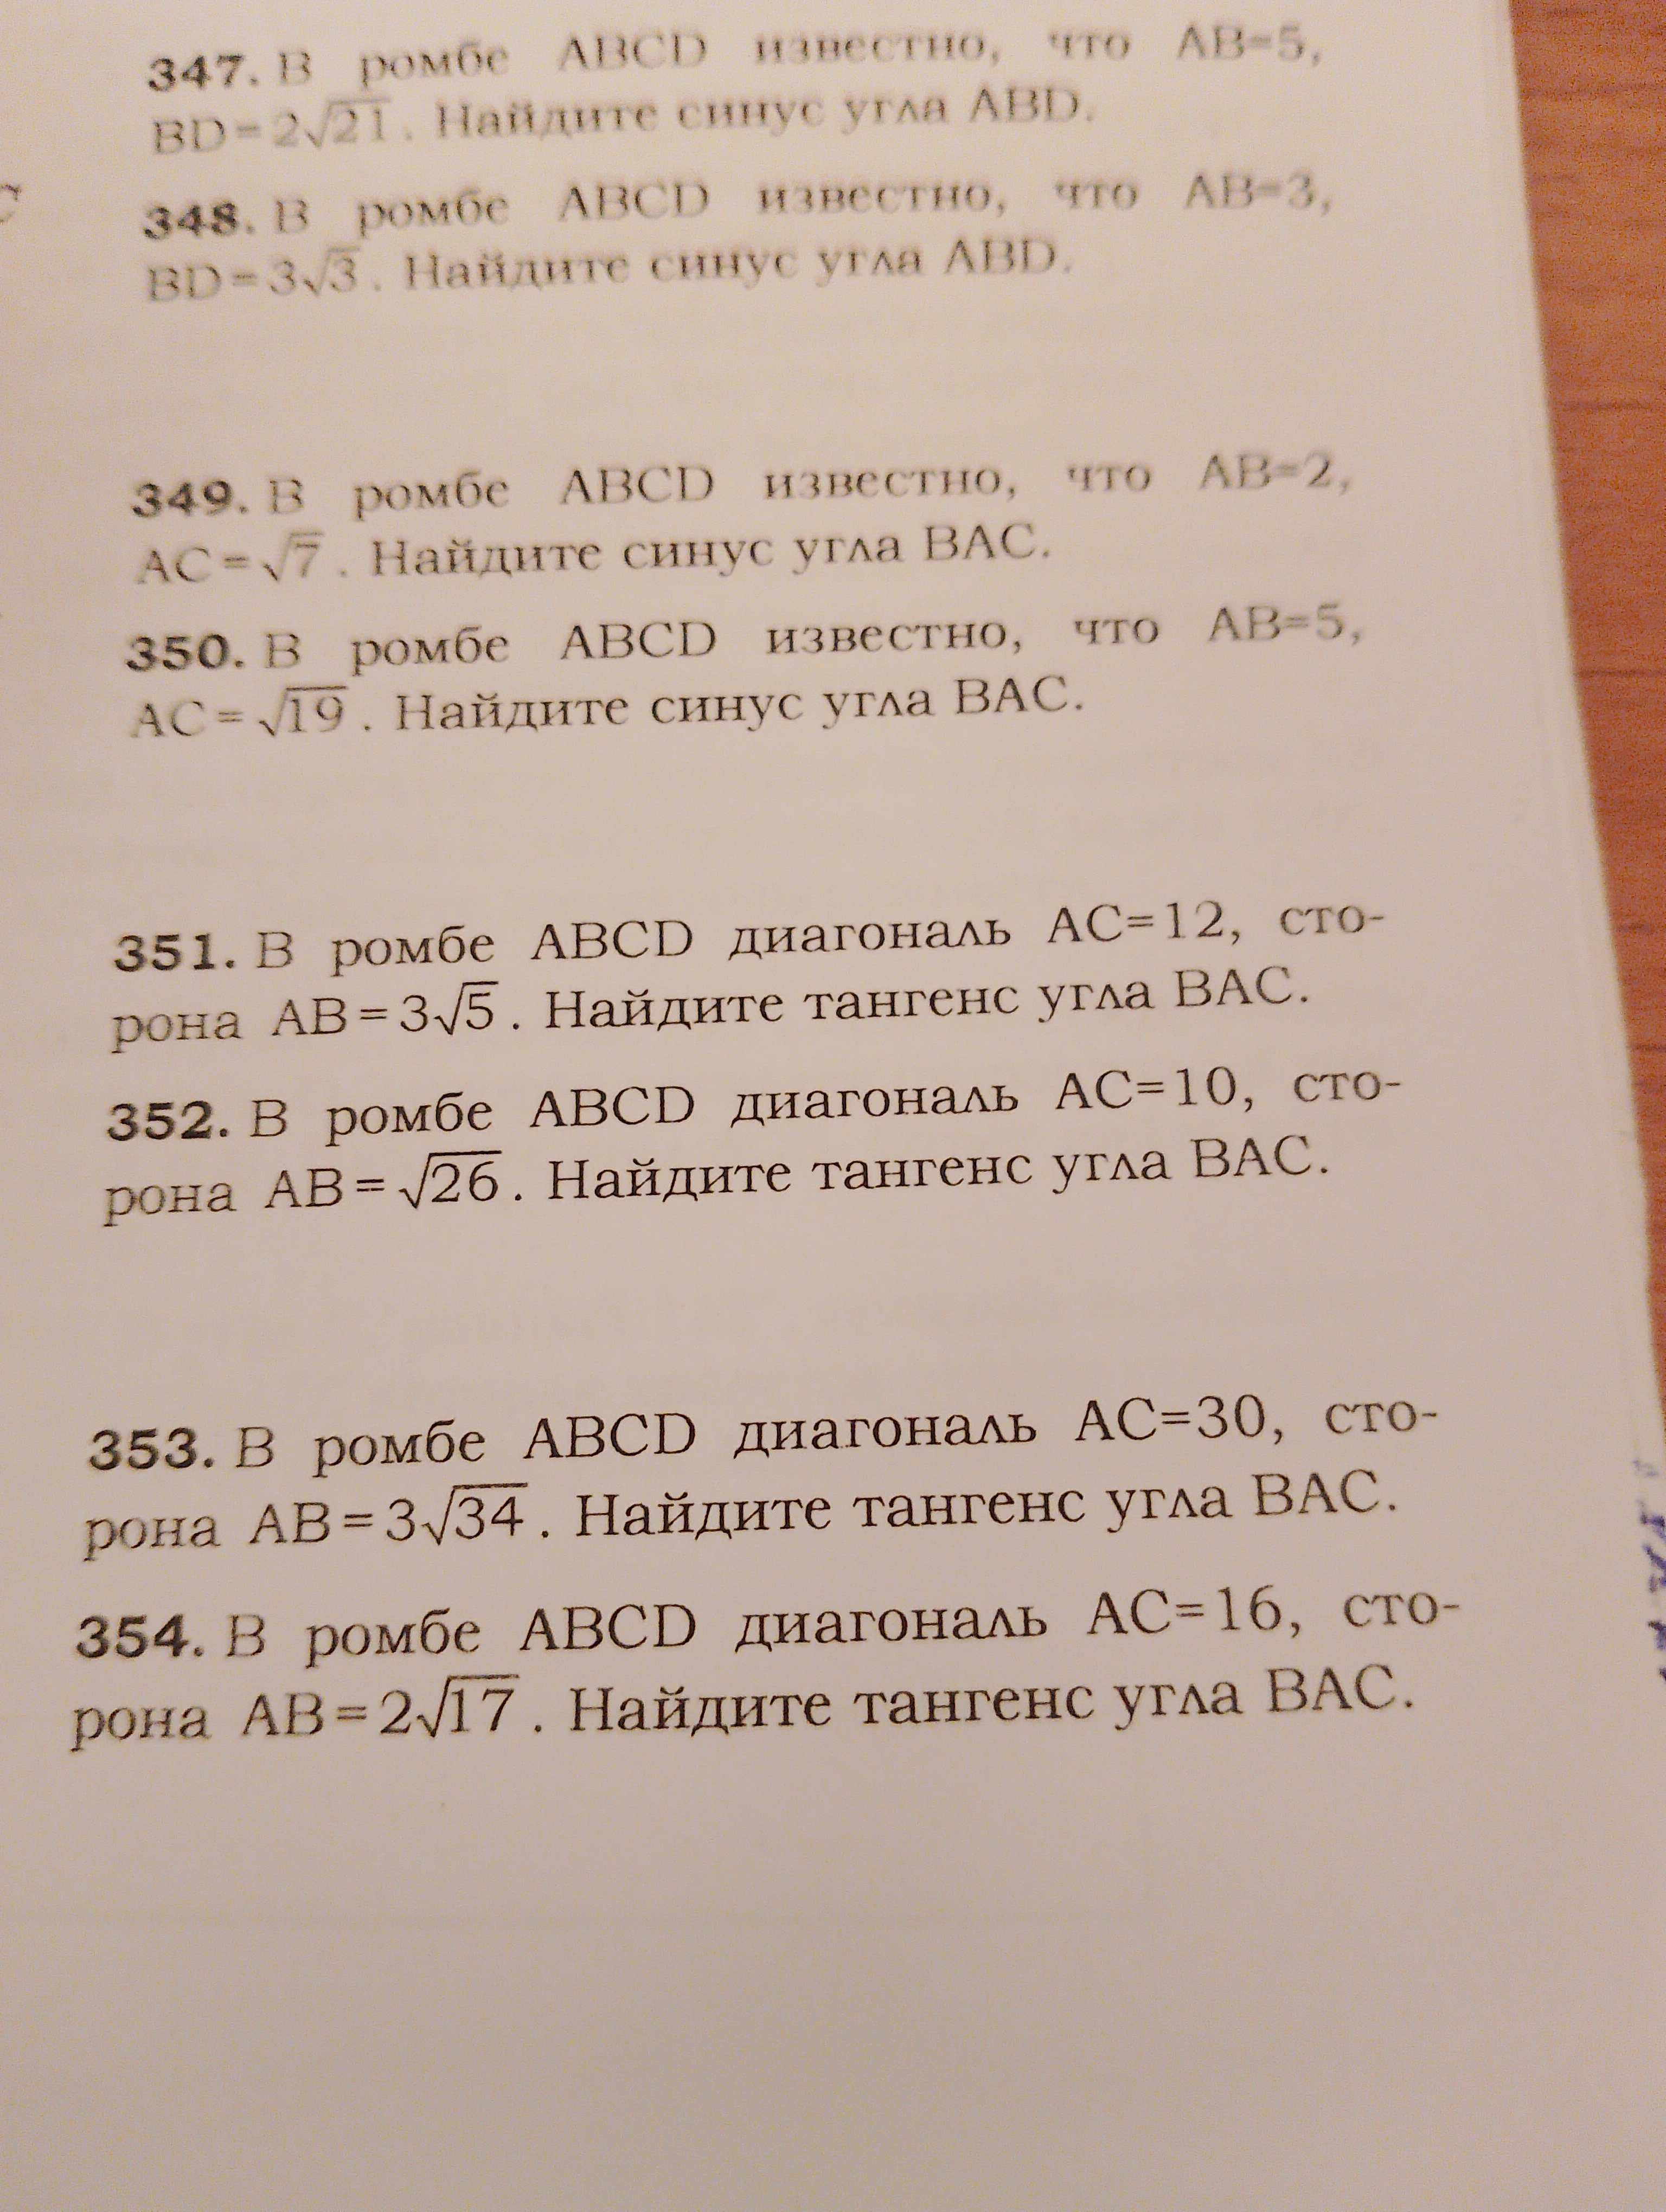 347. В ромбе ABCD известно, что AB=5,
BD=2√21. Найдите синус угла ABD.
348. В ромбе ABCD известно, что AB=3,
BD=3√3. Найдите синус угла ABD.
349. В ромбе ABCD известно, что AB=2,
AC=√7. Найдите синус угла BAC.
350. В ромбе ABCD известно, что AB=5,
AC=√19. Найдите синус угла BAC.
351. В ромбе ABCD диагональ AC=12, сто-
рона AB=3√5. Найдите тангенс угла BAC.
352. В ромбе ABCD диагональ AC=10, сто-
рона AB=√26. Найдите тангенс угла BAC.
353. В ромбе ABCD диагональ AC=30, сто-
рона AB=3√34. Найдите тангенс угла BAC.
354. В ромбе ABCD диагональ AC=16, сто-
рона AB=2√17. Найдите тангенс угла BAC.